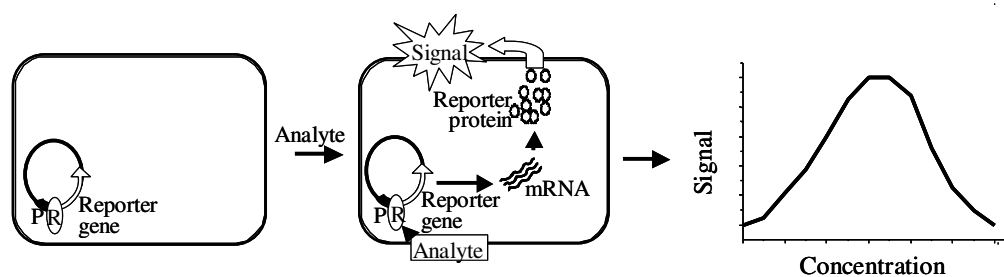 P R
Reporter
gene
Analyte
Signal
Reporter
protein
mRNA
P R
Reporter
gene
Analyte
Signal
Concentration